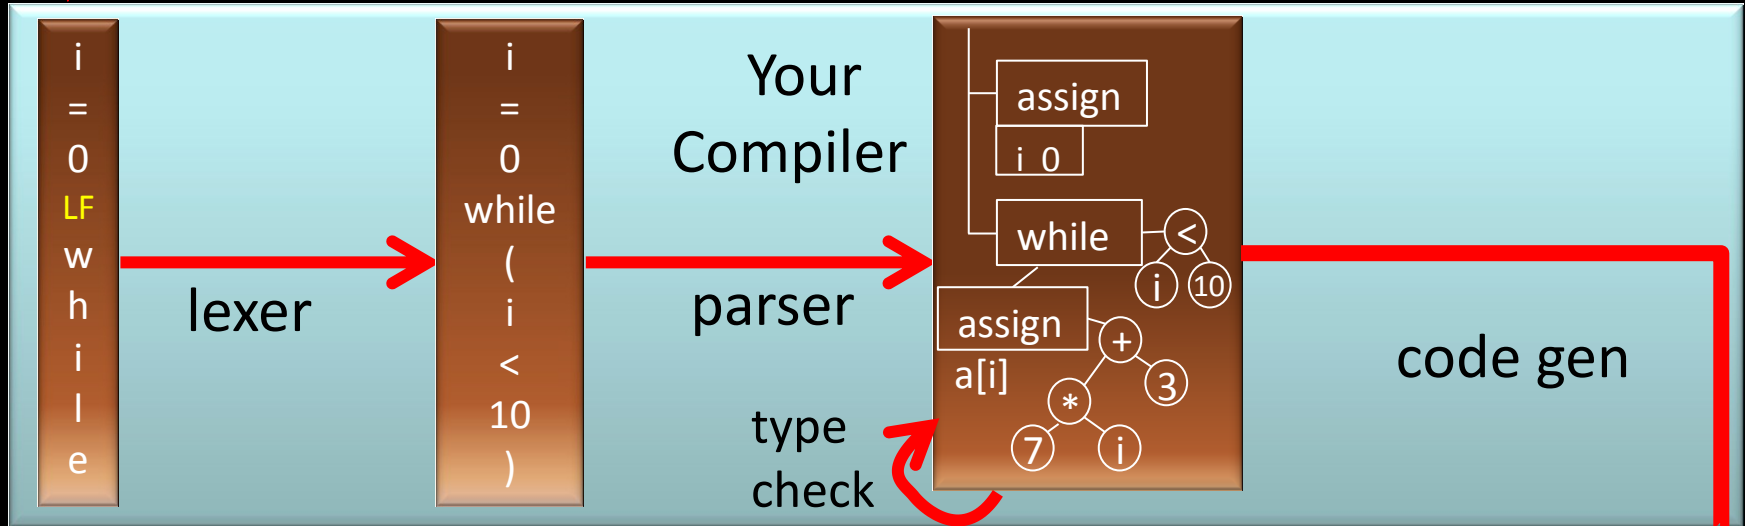 i
=
0
LF
w
h
i
l
e
lexer
i
=
0
while
(
i
<
10
)
Your
Compiler
parser
type
check
assign
i 0
while
<
i
10
assign
a[i]
+
*
3
7
i
code gen